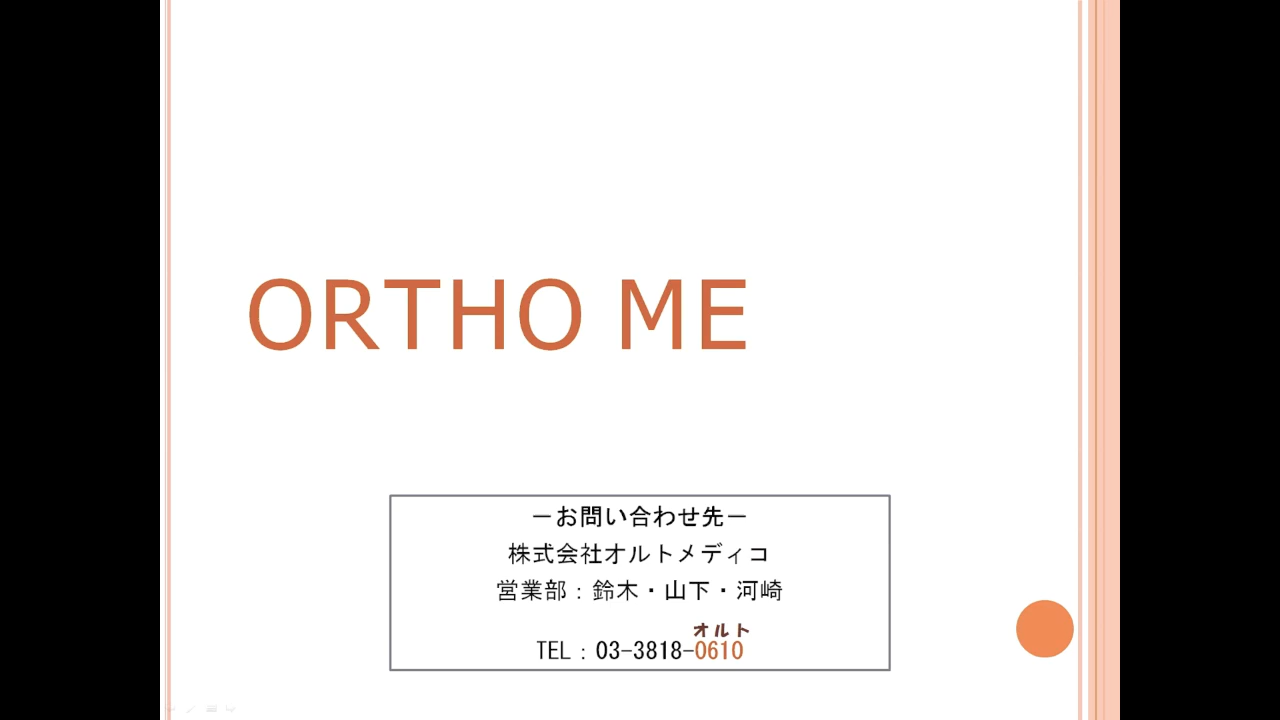 ORTHO ME
－お問い合わせ先－
株式会社オルトメディコ
営業部：鈴木・山下・河崎
オルト
TEL：03-3818-0610